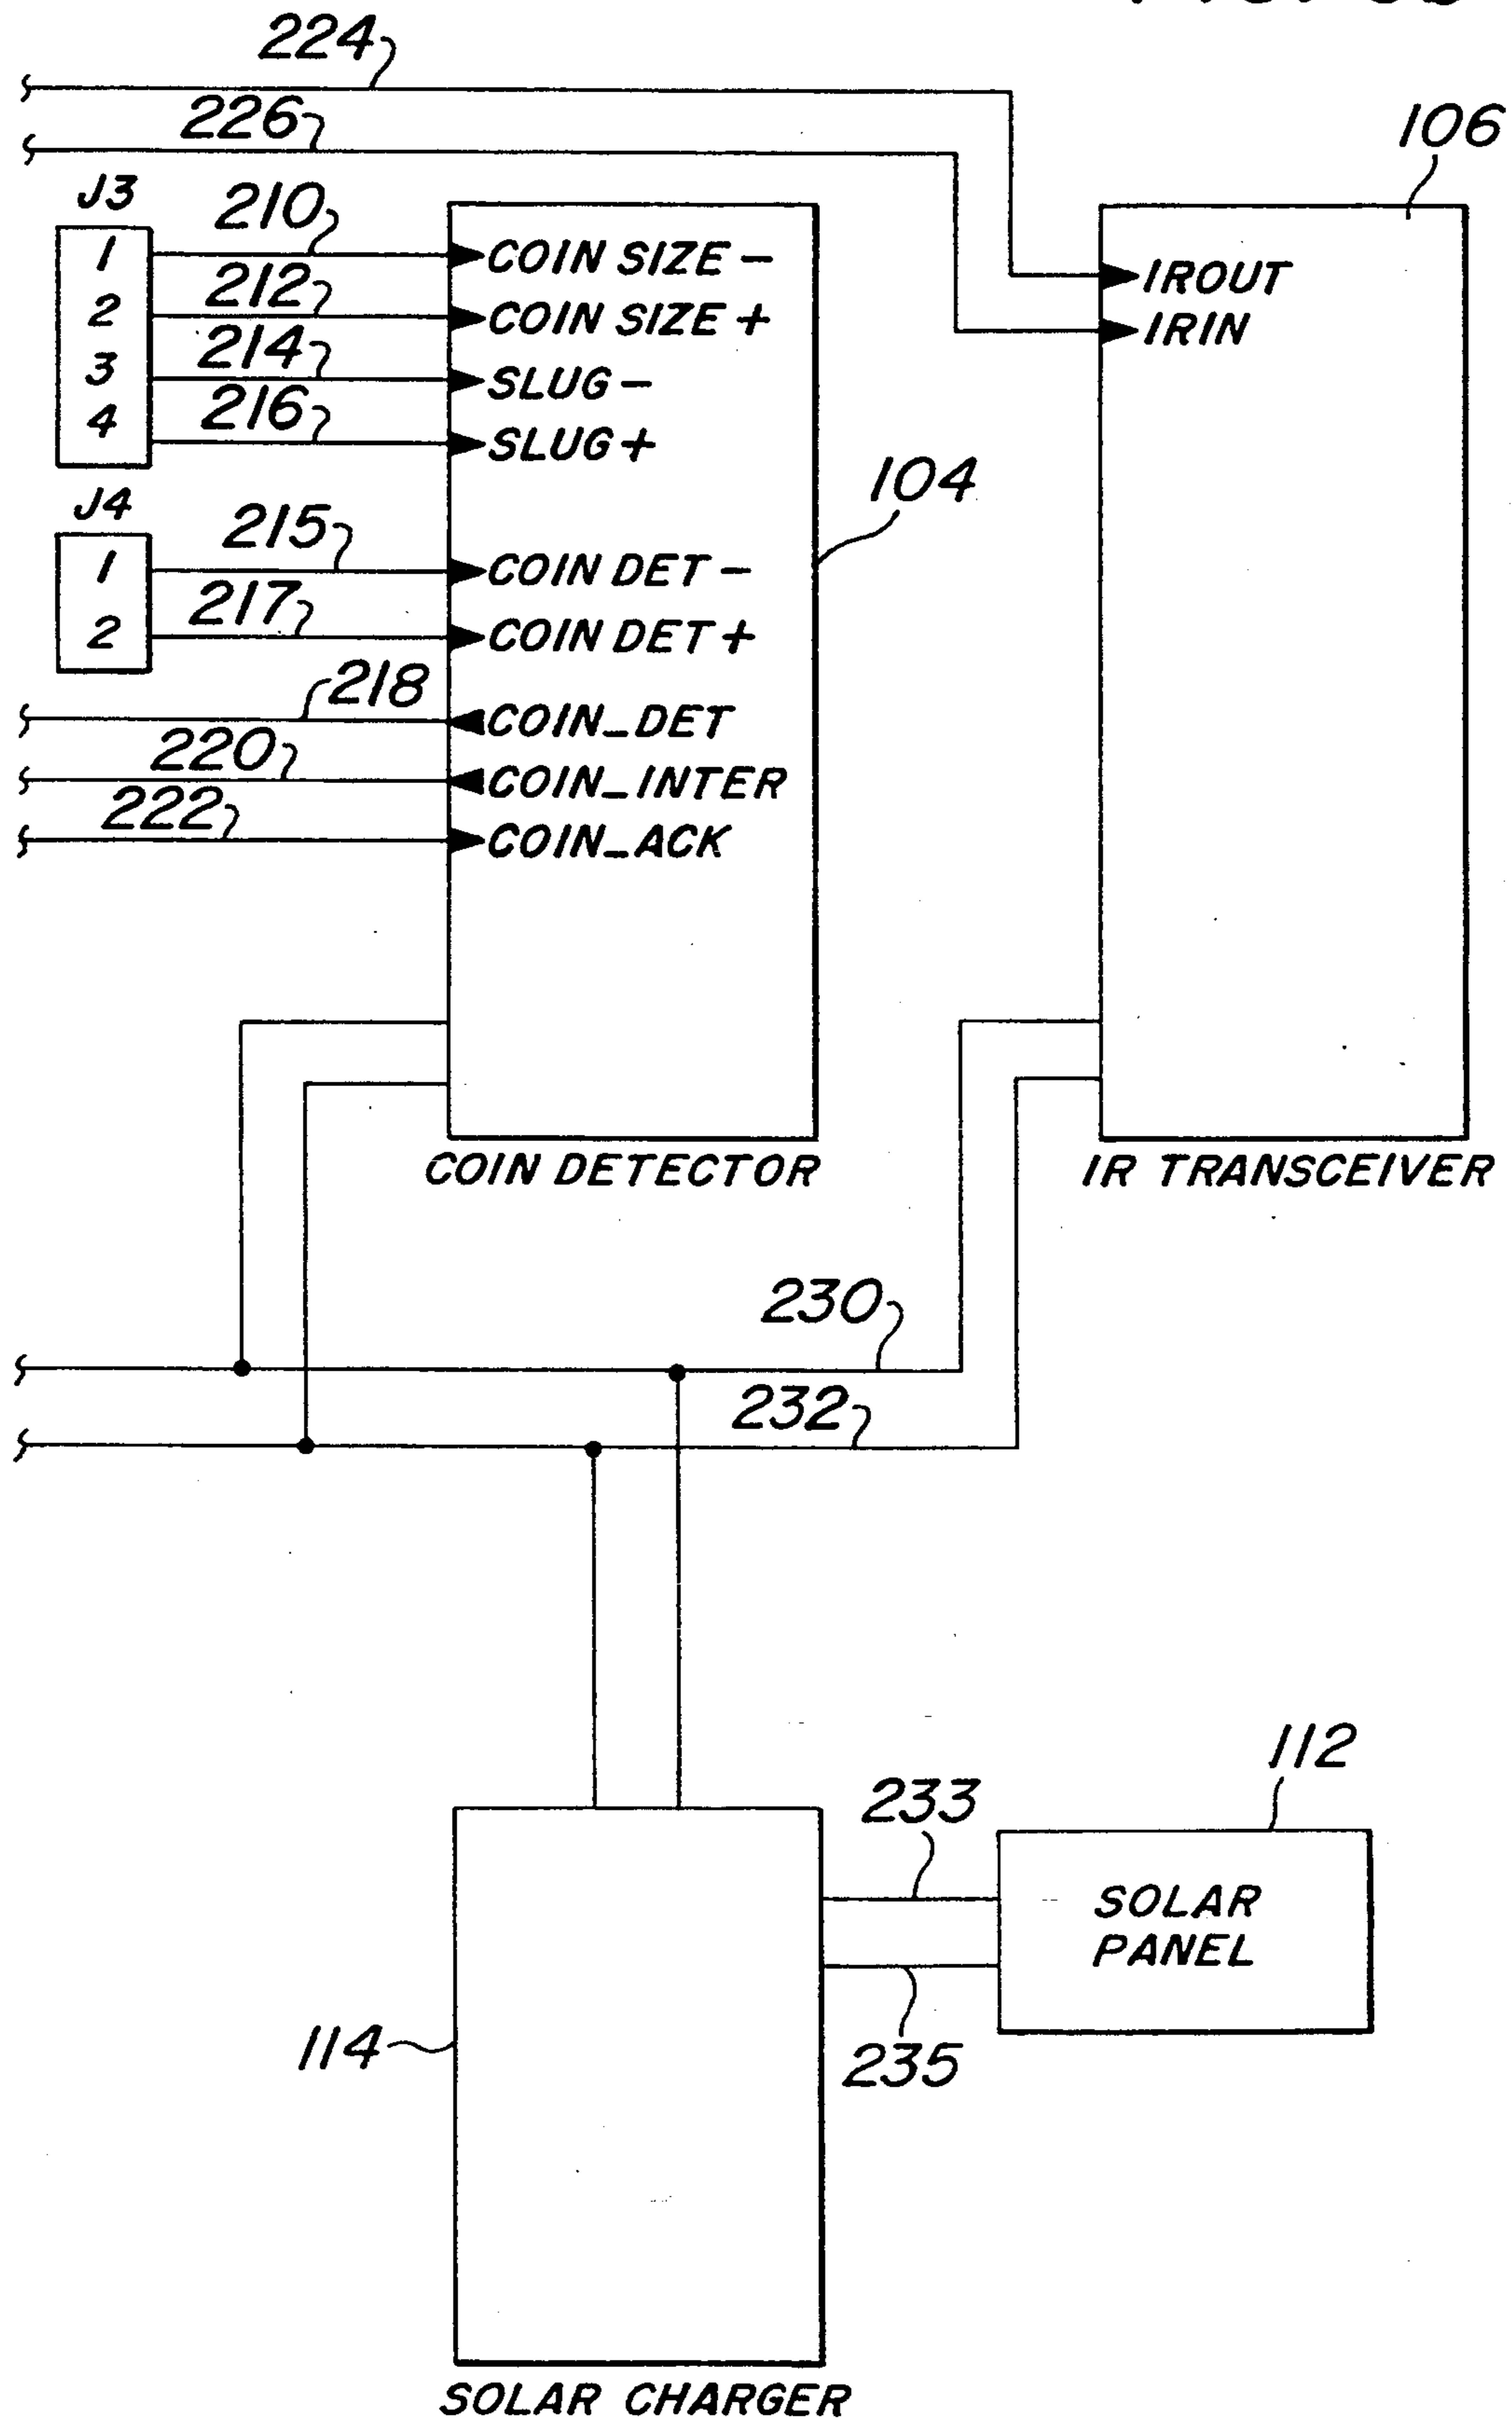 224
226
106
J3
210
1
COIN SIZE -
212
2
COIN SIZE +
IROUT
IRIN
214
3
SLUG -
216
4
SLUG +
104
J4
215
1
COIN DET -
217
2
COIN DET +
218
COIN_DET
220
COIN_INTER
222
COIN_ACK
COIN DETECTOR
IR TRANSCEIVER
230
232
112
233
SOLAR
PANEL
114
235
SOLAR CHARGER